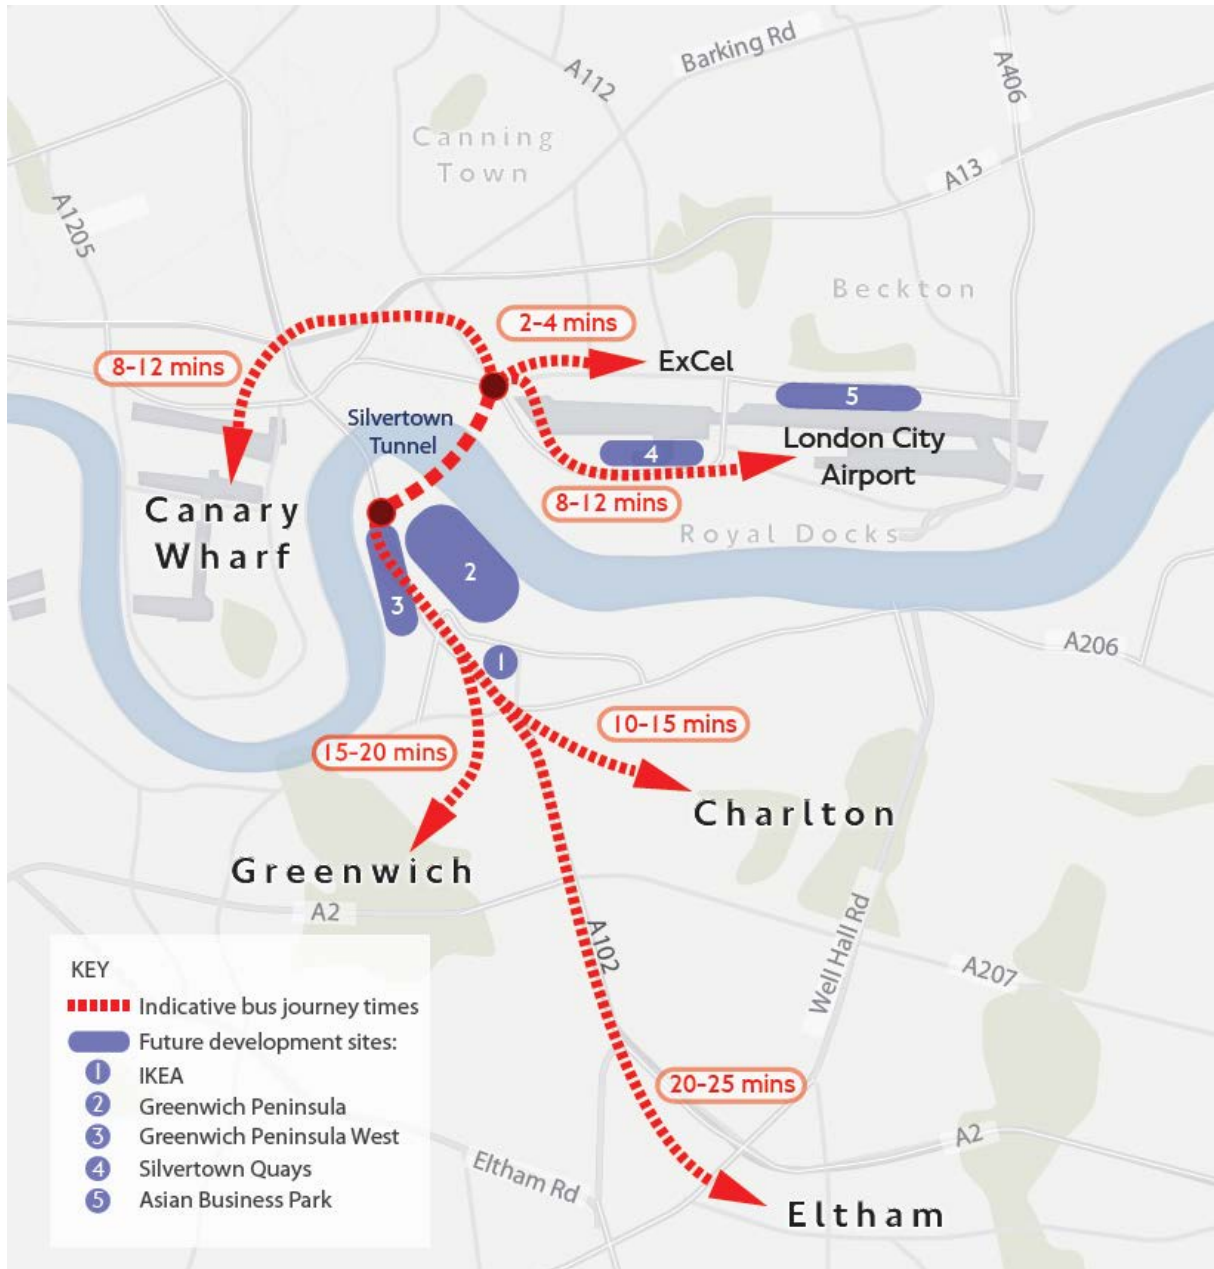 Barking Rd
A112
A406
Canning
Town
A13
A1205
Beckton
2-4 mins
8-12 mins
ExCel
5
Silvertown
Tunnel
4
London City
Airport
8-12 mins
Canary
Wharf
Royal Docks
2
3
1
A206
10-15 mins
15-20 mins
Charlton
Greenwich
A2
A102
Well Hall Rd
A207
KEY
Indicative bus journey times
Future development sites:
1 IKEA
2 Greenwich Peninsula
3 Greenwich Peninsula West
4 Silvertown Quays
5 Asian Business Park
20-25 mins
A2
Eltham Rd
Eltham